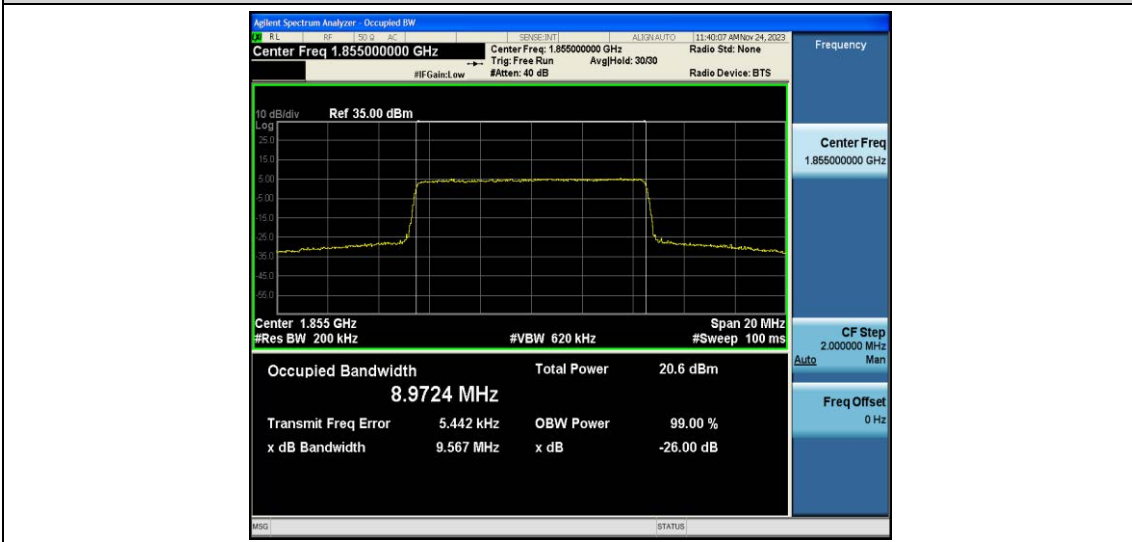 Agilent Spectrum Analyzer - Occupied BW
RL RF 50 Ω AC SENSE:INT ALIGN AUTO 11:40:07 AM Nov 24, 2023
Center Freq 1.855000000 GHz
Center Freq: 1.855000000 GHz
Radio Std: None
Trig: Free Run Avg|Hold: 30/30
#IFGain:Low #Atten: 40 dB Radio Device: BTS
Frequency
10 dB/div Ref 35.00 dBm
Log
25.0
15.0
5.00
-5.00
-15.0
-25.0
-35.0
-45.0
-55.0
Center 1.855 GHz Span 20 MHz
#Res BW 200 kHz #VBW 620 kHz #Sweep 100 ms
Occupied Bandwidth Total Power 20.6 dBm
8.9724 MHz
Transmit Freq Error 5.442 kHz OBW Power 99.00 %
x dB Bandwidth 9.567 MHz x dB -26.00 dB
Center Freq
1.855000000 GHz
CF Step
2.000000 MHz
Auto Man
Freq Offset
0 Hz
MSG STATUS